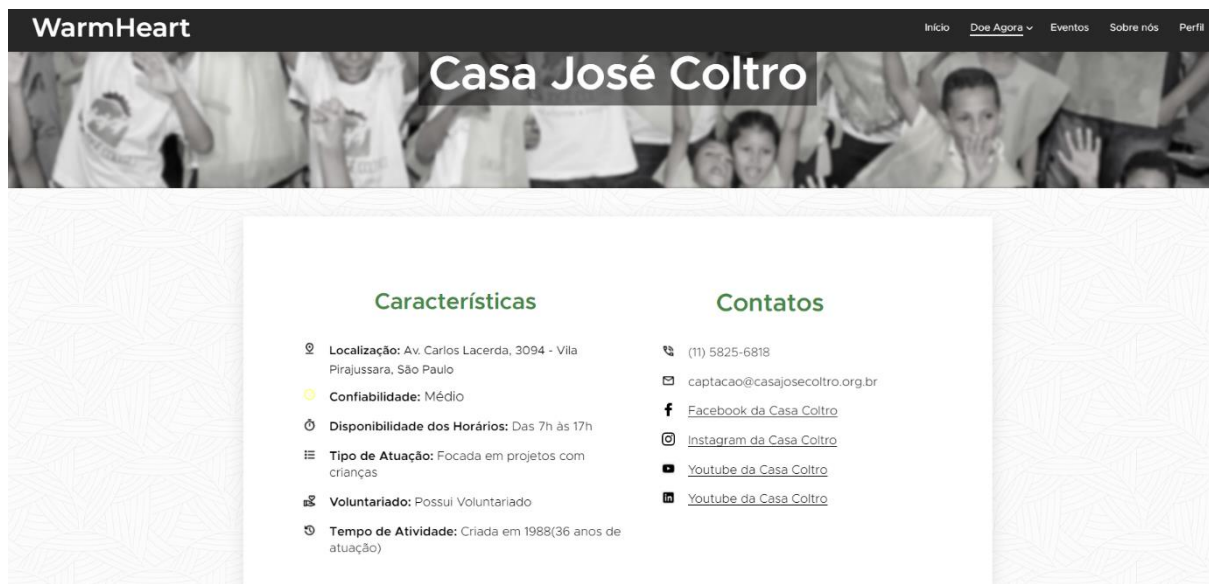 WarmHeart
Início Doe Agora Eventos Sobre nós Perfil
Casa José Coltro
Características
Localização: Av. Carlos Lacerda, 3094 - Vila
Pirajussara, São Paulo
Confiabilidade: Médio
Disponibilidade dos Horários: Das 7h às 17h
Tipo de Atuação: Focada em projetos com
crianças
Voluntariado: Possui Voluntariado
Tempo de Atividade: Criada em 1988(36 anos de
atuação)
Contatos
(11) 5825-6818
captacao@casajosecoltro.org.br
Facebook da Casa Coltro
Instagram da Casa Coltro
Youtube da Casa Coltro
Youtube da Casa Coltro